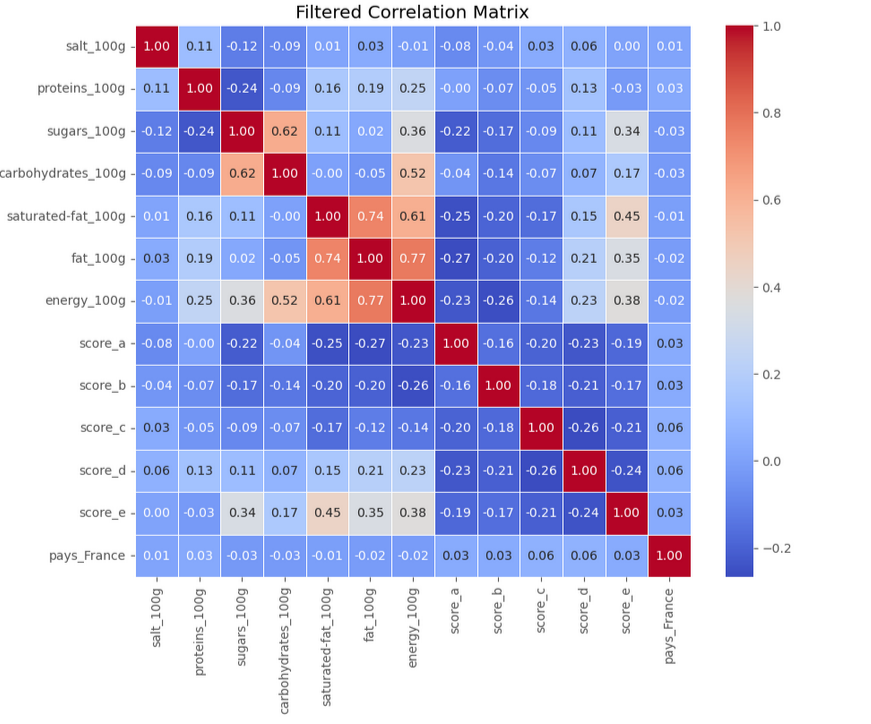 Filtered Correlation Matrix
salt_100g 1.00 0.11 -0.12 -0.09 0.01 0.03 -0.01 -0.08 -0.04 0.03 0.06 0.00 0.01
proteins_100g 0.11 1.00 -0.24 -0.09 0.16 0.19 0.25 -0.00 -0.07 -0.05 0.13 -0.03 0.03
sugars_100g -0.12 -0.24 1.00 0.62 0.11 0.02 0.36 -0.22 -0.17 -0.09 0.11 0.34 -0.03
carbohydrates_100g -0.09 -0.09 0.62 1.00 -0.00 -0.05 0.52 -0.04 -0.14 -0.07 0.07 0.17 -0.03
saturated-fat_100g 0.01 0.16 0.11 -0.00 1.00 0.74 0.61 -0.25 -0.20 -0.17 0.15 0.45 -0.01
fat_100g 0.03 0.19 0.02 -0.05 0.74 1.00 0.77 -0.27 -0.20 -0.12 0.21 0.35 -0.02
energy_100g -0.01 0.25 0.36 0.52 0.61 0.77 1.00 -0.23 -0.26 -0.14 0.23 0.38 -0.02
score_a -0.08 -0.00 -0.22 -0.04 -0.25 -0.27 -0.23 1.00 -0.16 -0.20 -0.23 -0.19 0.03
score_b -0.04 -0.07 -0.17 -0.14 -0.20 -0.20 -0.26 -0.16 1.00 -0.18 -0.21 -0.17 0.03
score_c 0.03 -0.05 -0.09 -0.07 -0.17 -0.12 -0.14 -0.20 -0.18 1.00 -0.26 -0.21 0.06
score_d 0.06 0.13 0.11 0.07 0.15 0.21 0.23 -0.23 -0.21 -0.26 1.00 -0.24 0.06
score_e 0.00 -0.03 0.34 0.17 0.45 0.35 0.38 -0.19 -0.17 -0.21 -0.24 1.00 0.03
pays_France 0.01 0.03 -0.03 -0.03 -0.01 -0.02 -0.02 0.03 0.03 0.06 0.06 0.03 1.00
salt_100g
proteins_100g
sugars_100g
carbohydrates_100g
saturated-fat_100g
fat_100g
energy_100g
score_a
score_b
score_c
score_d
score_e
pays_France
1.0
0.8
0.6
0.4
0.2
0.0
−0.2